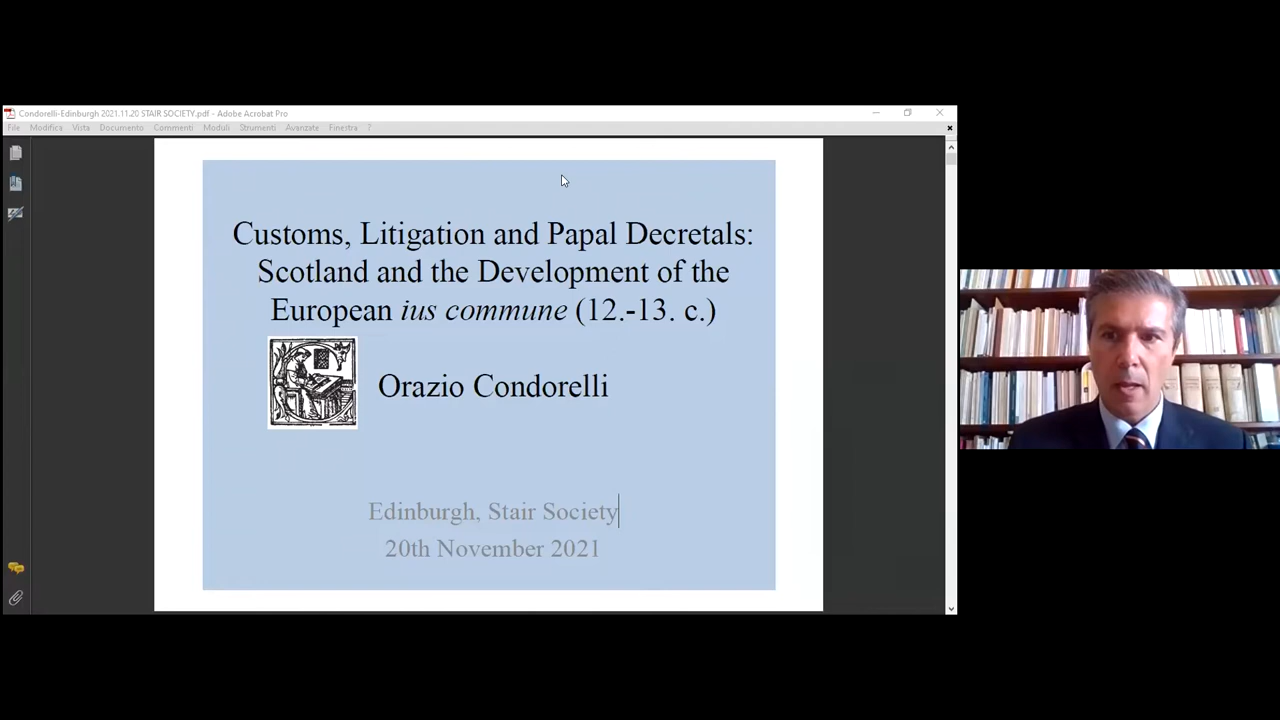 Condorelli-Edinburgh 2021.11.20 STAIR SOCIETY.pdf - Adobe Acrobat Pro
File Modifica Vista Documento Commenti Moduli Strumenti Avanzate Finestra ?
Customs, Litigation and Papal Decretals:
Scotland and the Development of the
European ius commune (12.-13. c.)
Orazio Condorelli
Edinburgh, Stair Society
20th November 2021